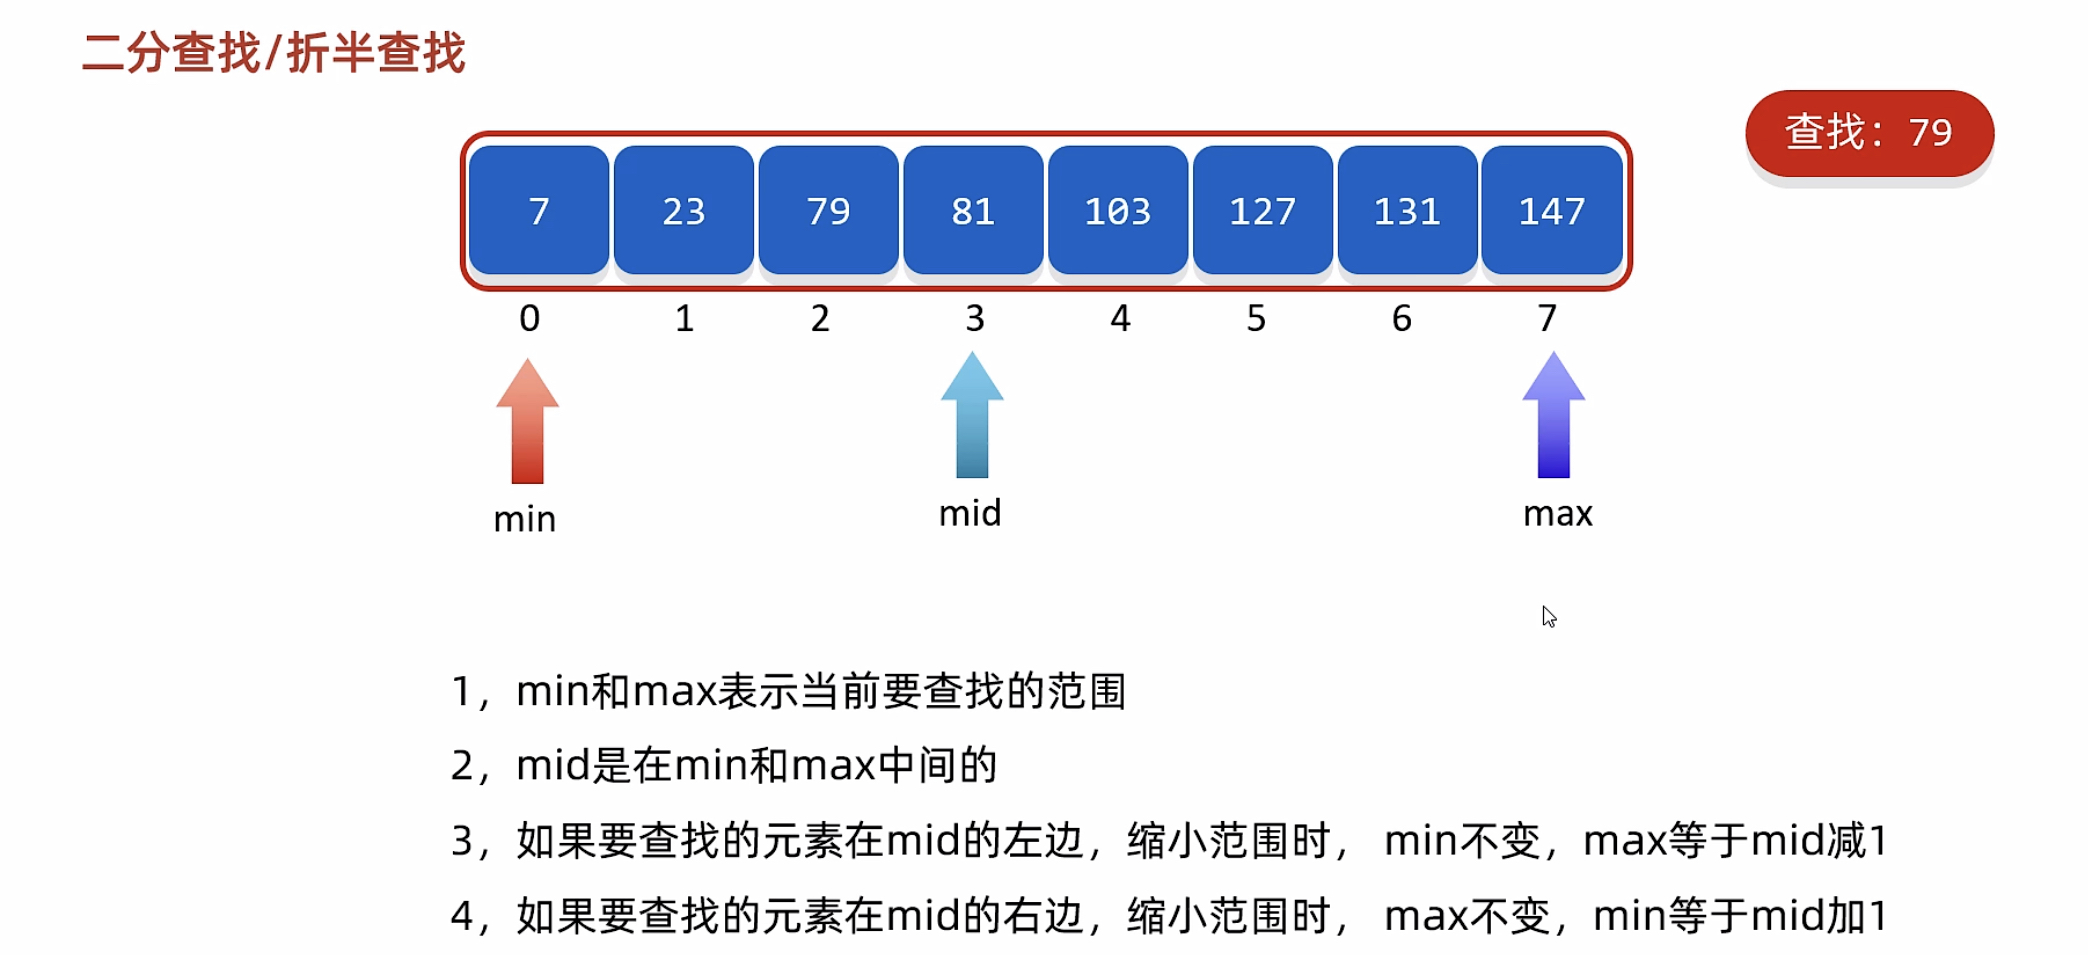 二分查找/折半查找
查找：79
7 23 79 81 103 127 131 147
0 1 2 3 4 5 6 7
min mid max
1，min和max表示当前要查找的范围
2，mid是在min和max中间的
3，如果要查找的元素在mid的左边，缩小范围时， min不变，max等于mid减1
4，如果要查找的元素在mid的右边，缩小范围时， max不变，min等于mid加1